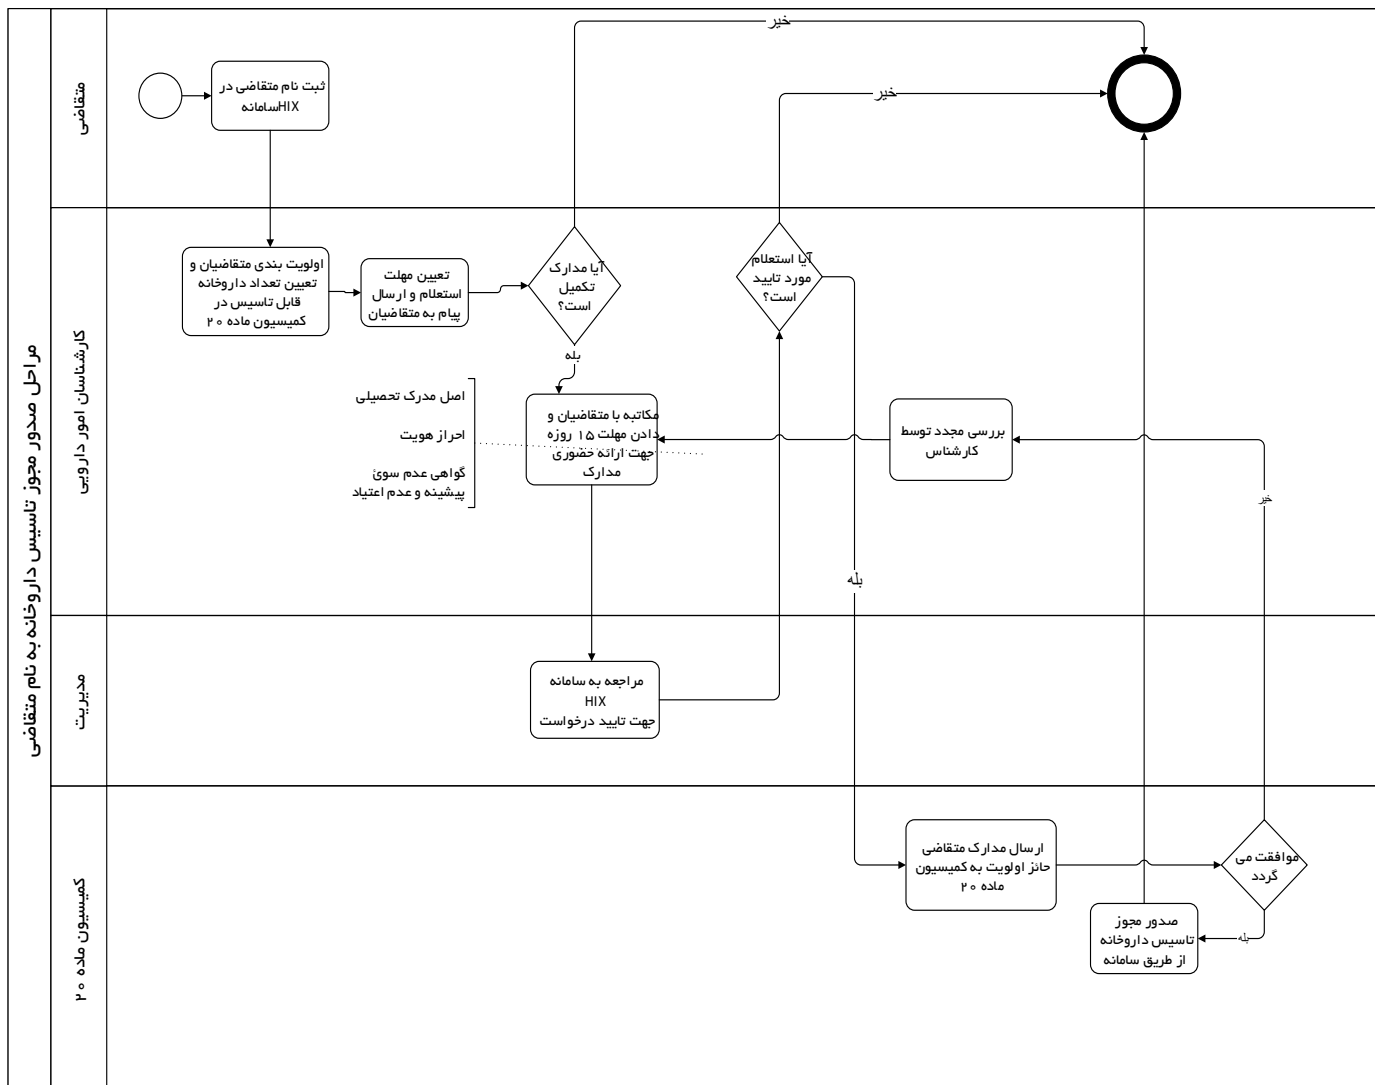 مراحل صدور مجوز تاسیس داروخانه به نام متقاضی
متقاضی
ثبت نام متقاضی در
سامانهHIX
خیر
خیر
کارشناسان امور دارویی
اولویت بندی متقاضیان و
تعیین تعداد داروخانه
قابل تاسیس در
کمیسیون ماده ۲۰
تعیین مهلت
استعلام و ارسال
پیام به متقاضیان
آیا مدارک
تکمیل
است؟
بله
آیا استعلام
مورد تایید
است؟
بله
اصل مدرک تحصیلی
احراز هویت
گواهی عدم سوئ
پیشینه و عدم اعتیاد
مکاتبه با متقاضیان و
دادن مهلت ۱۵ روزه
جهت ارائه حضوری
مدارک
بررسی مجدد توسط
کارشناس
خیر
مدیریت
مراجعه به سامانه
HIX
جهت تایید درخواست
کمیسیون ماده ۲۰
ارسال مدارک متقاضی
حائز اولویت به کمیسیون
ماده ۲۰
موافقت می
گردد
بله
صدور مجوز
تاسیس داروخانه
از طریق سامانه